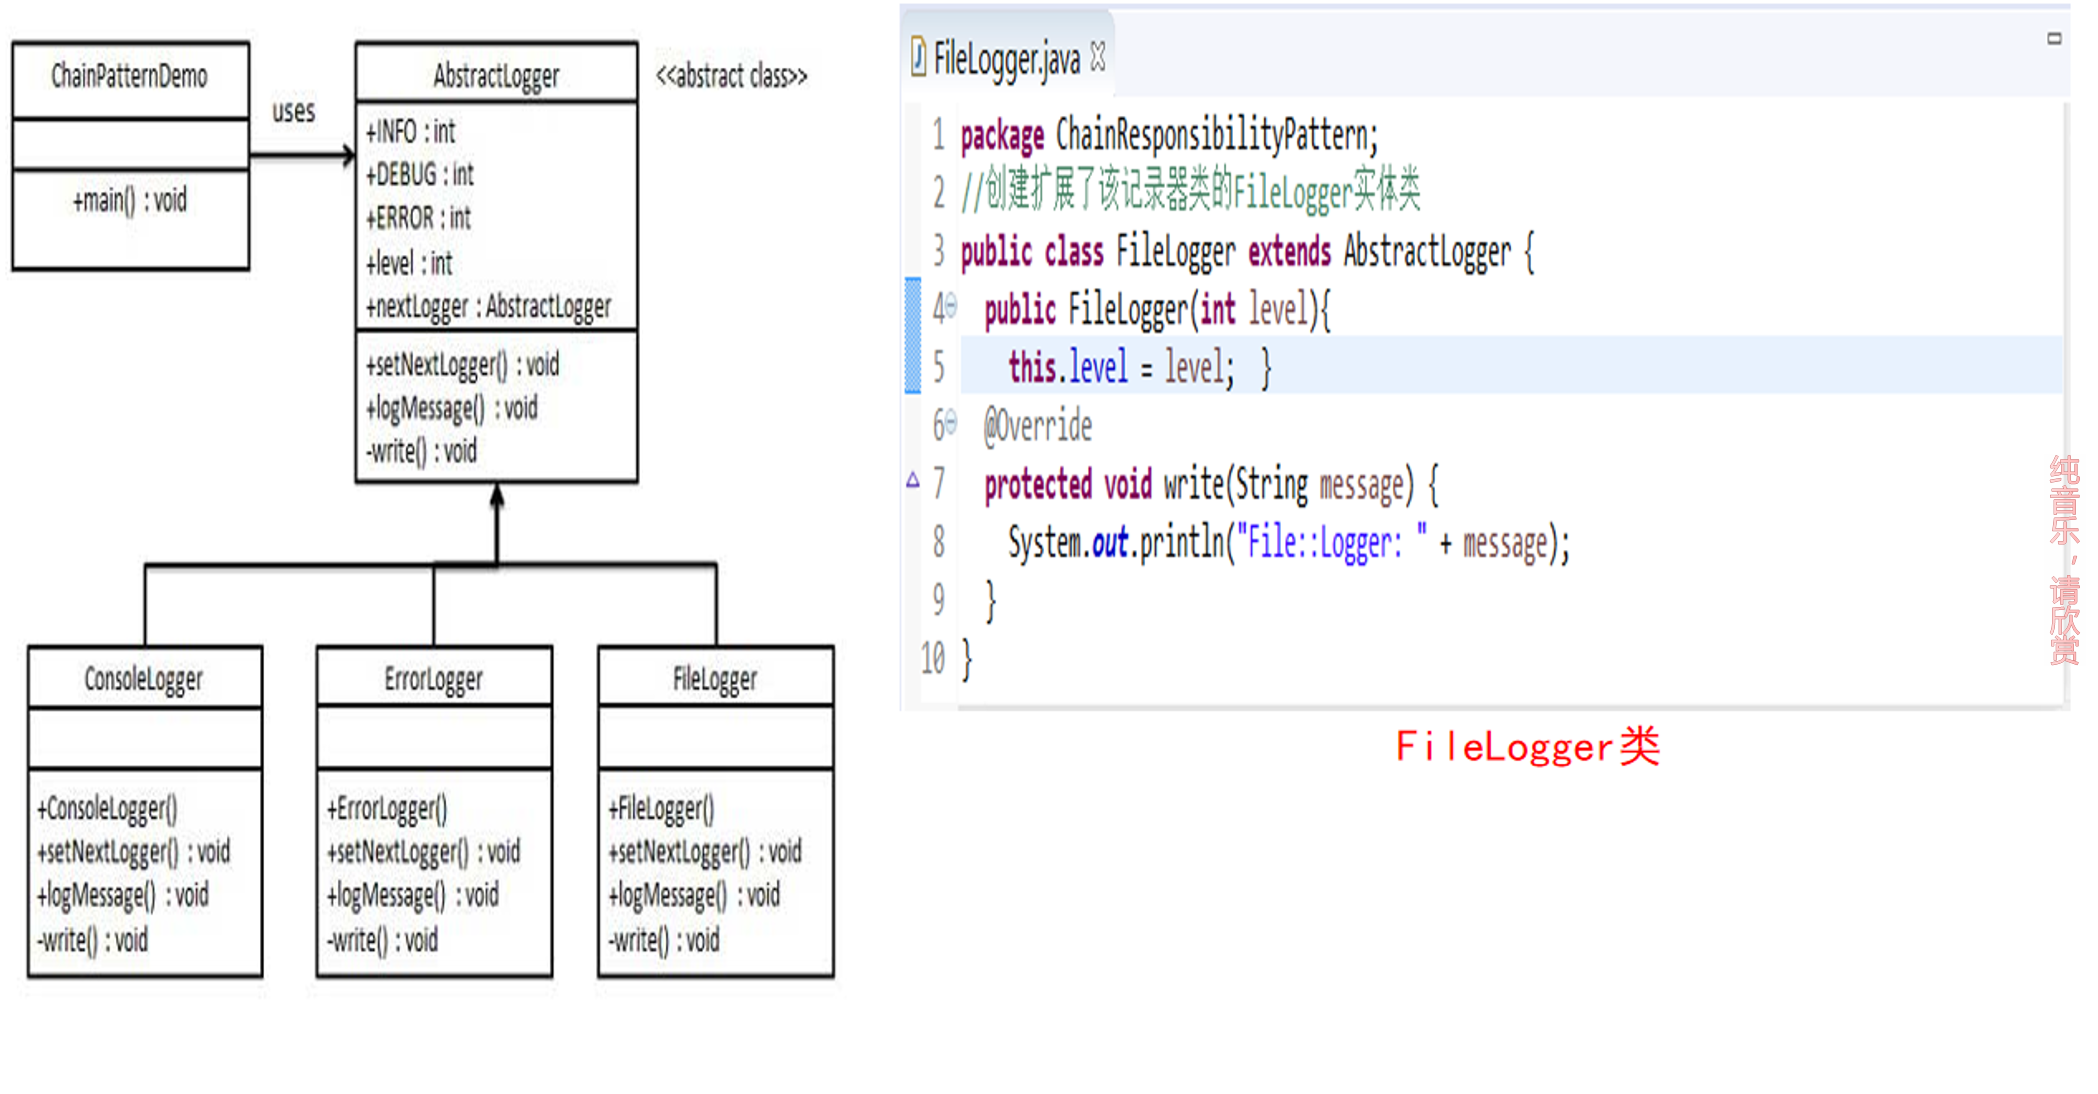 ChainPatternDemo
+main() : void
uses
AbstractLogger
<<abstract class>>
+INFO : int
+DEBUG : int
+ERROR : int
+level : int
+nextLogger : AbstractLogger
+setNextLogger() : void
+logMessage() : void
-write() : void
ConsoleLogger
+ConsoleLogger()
+setNextLogger() : void
+logMessage() : void
-write() : void
ErrorLogger
+ErrorLogger()
+setNextLogger() : void
+logMessage() : void
-write() : void
FileLogger
+FileLogger()
+setNextLogger() : void
+logMessage() : void
-write() : void
FileLogger.java
1 package ChainResponsibilityPattern;
2 //创建扩展了该记录器类的FileLogger实体类
3 public class FileLogger extends AbstractLogger {
4 public FileLogger(int level){
5 this.level = level; }
6 @Override
7 protected void write(String message) {
8 System.out.println("File::Logger: " + message);
9 }
10 }
FileLogger类
纯音乐，请欣赏